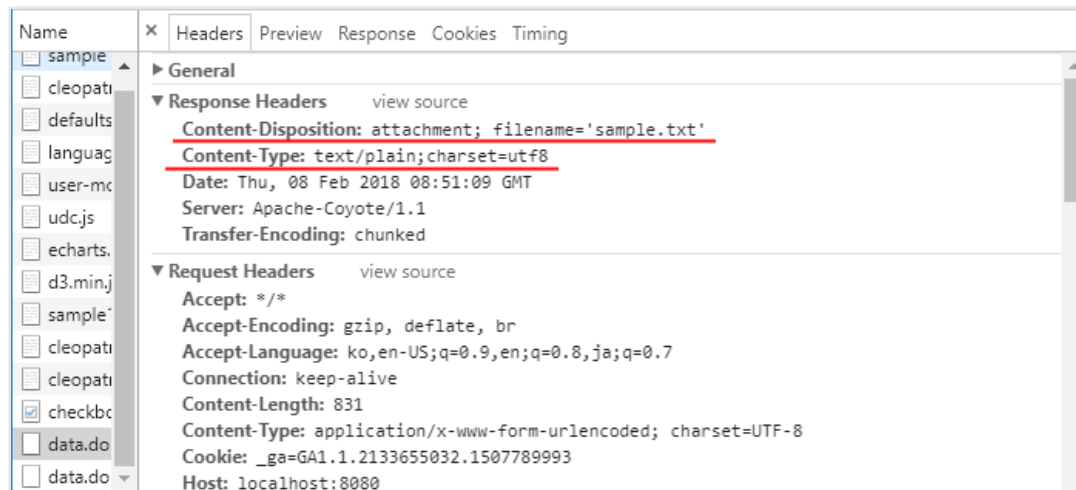 Name
sample
cleopatr
defaults
languag
user-mo
udc.js
echarts.
d3.min.j
sample
cleopatr
cleopatr
checkbo
data.do
data.do
× Headers Preview Response Cookies Timing
▶ General
▼ Response Headers view source
Content-Disposition: attachment; filename='sample.txt'
Content-Type: text/plain;charset=utf8
Date: Thu, 08 Feb 2018 08:51:09 GMT
Server: Apache-Coyote/1.1
Transfer-Encoding: chunked
▼ Request Headers view source
Accept: */*
Accept-Encoding: gzip, deflate, br
Accept-Language: ko,en-US;q=0.9,en;q=0.8,ja;q=0.7
Connection: keep-alive
Content-Length: 831
Content-Type: application/x-www-form-urlencoded; charset=UTF-8
Cookie: _ga=GA1.1.2133655032.1507789993
Host: localhost:8080